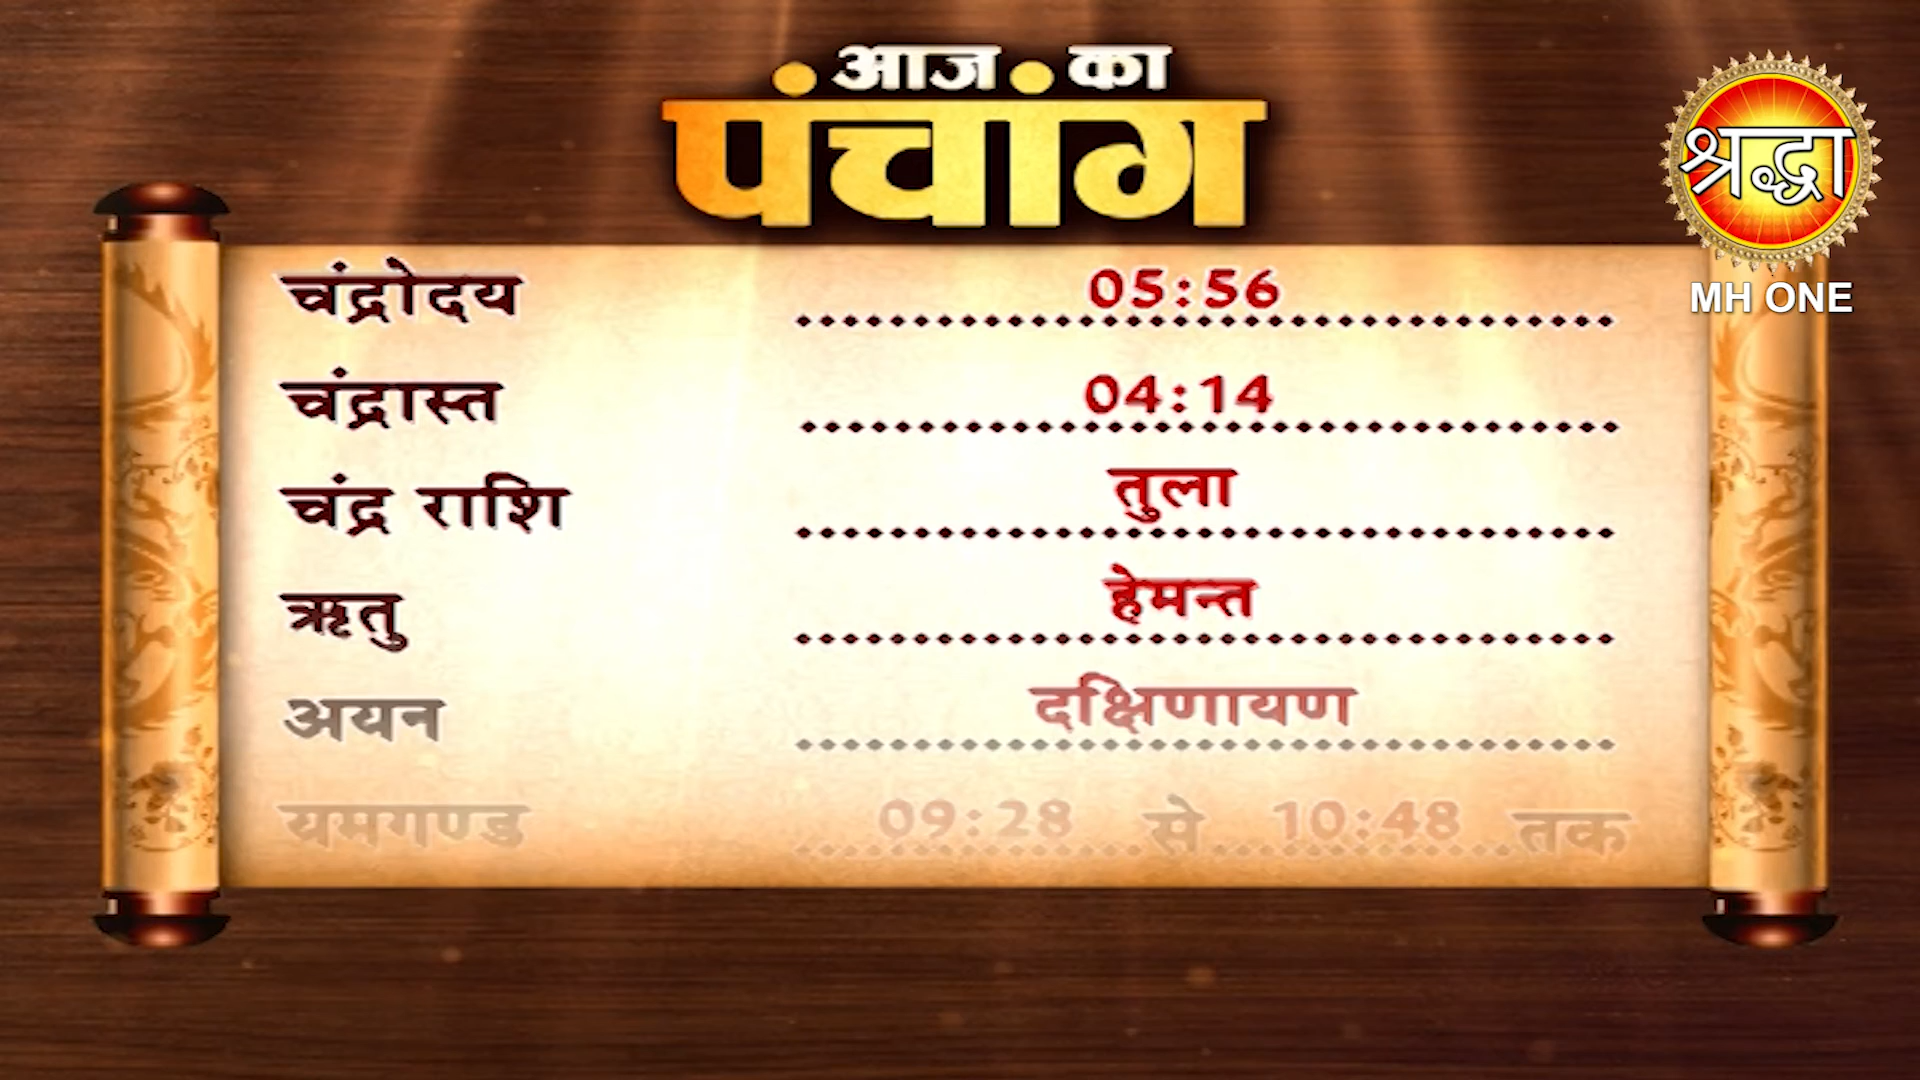 आज का
पंचांग
श्रद्धा
MH ONE
चंद्रोदय 05:56
चंद्रास्त 04:14
चंद्र राशि तुला
ऋतु हेमन्त
अयन दक्षिणायण
यमगण्ड 09:28 से 10:48 तक